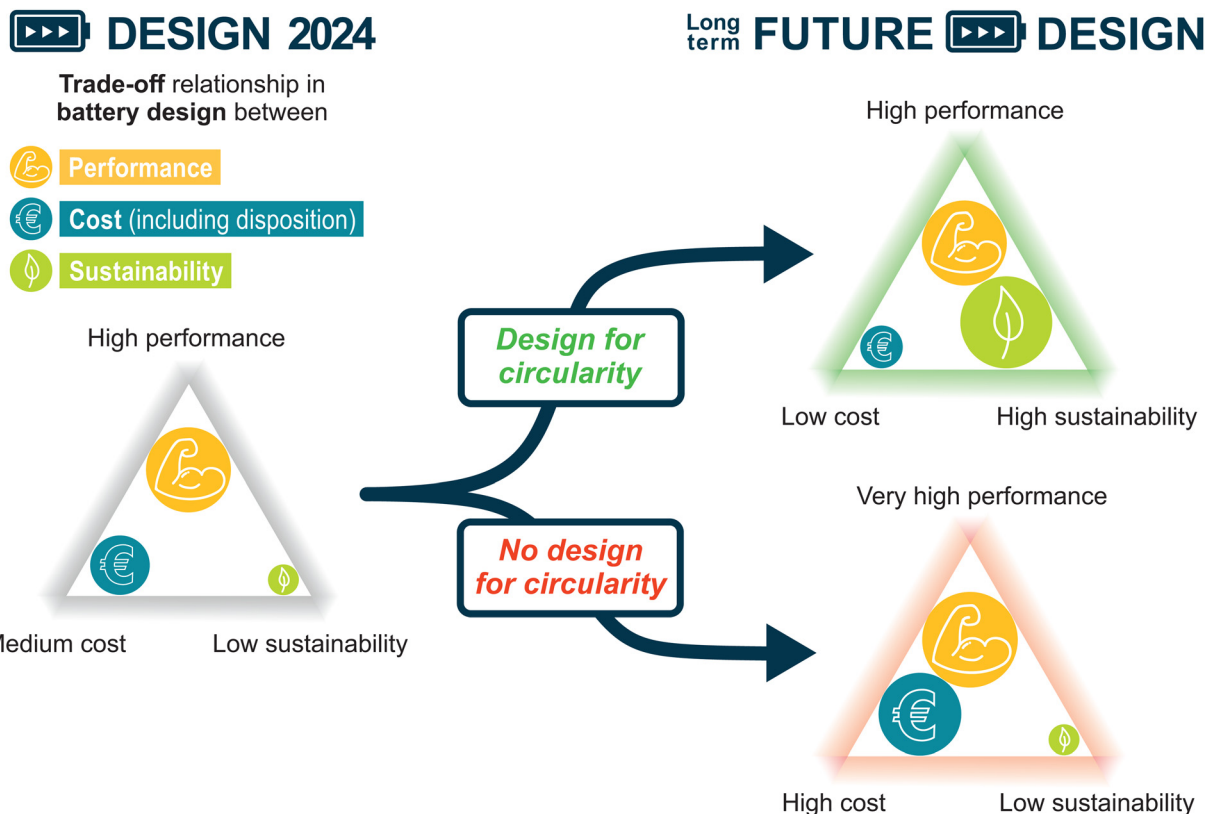 DESIGN 2024
Trade-off relationship in
battery design between
Performance
Cost (including disposition)
Sustainability
High performance
Medium cost
Low sustainability
Design for
circularity
No design
for circularity
Long
term
FUTURE DESIGN
High performance
Low cost
High sustainability
Very high performance
High cost
Low sustainability